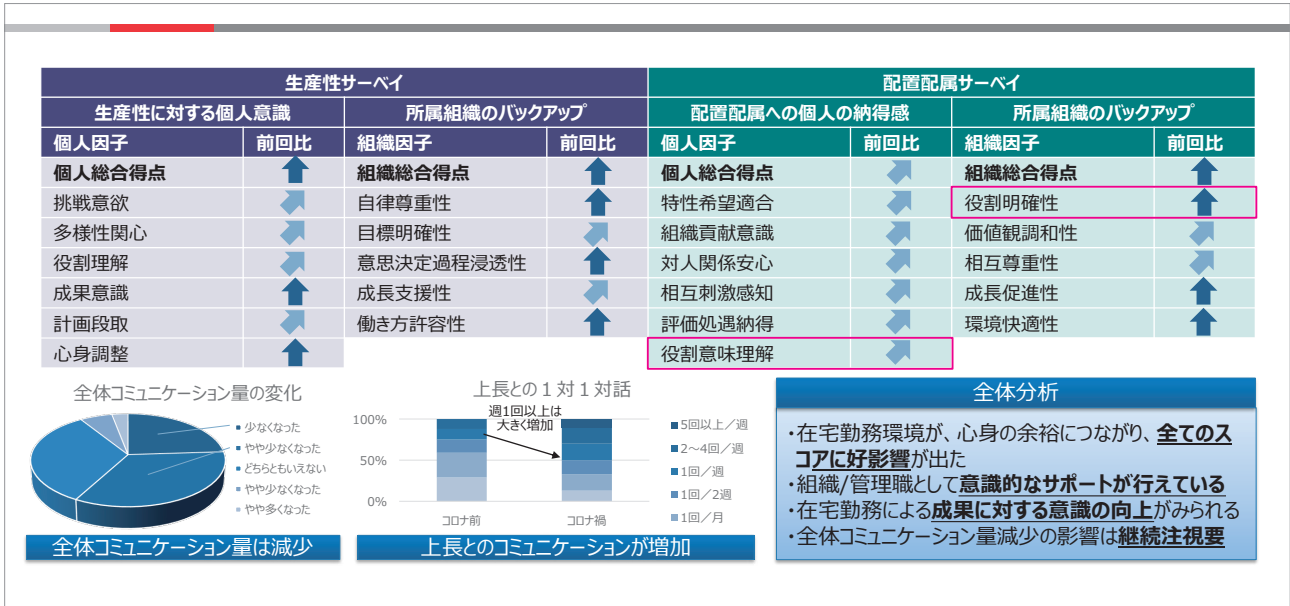 生産性サーベイ 配置配属サーベイ
生産性に対する個人意識 所属組織のバックアップ 配置配属への個人の納得感 所属組織のバックアップ
個人因子 前回比 組織因子 前回比 個人因子 前回比 組織因子 前回比
個人総合得点 組織総合得点 個人総合得点 組織総合得点
挑戦意欲 自律尊重性 特性希望適合 役割明確性
多様性関心 目標明確性 組織貢献意識 価値観調和性
役割理解 意思決定過程浸透性 対人関係安心 相互尊重性
成果意識 成長支援性 相互刺激感知 成長促進性
計画段取 働き方許容性 評価処遇納得 環境快適性
心身調整 役割意味理解
全体コミュニケーション量の変化
少なくなった
やや少なくなった
どちらともいえない
やや少なくなった
やや多くなった
全体コミュニケーション量は減少
上長との1対1対話
週1回以上は
大きく増加
100%
50%
0%
コロナ前 コロナ禍
5回以上／週
2～4回／週
1回／週
1回／2週
1回／月
上長とのコミュニケーションが増加
全体分析
・在宅勤務環境が、心身の余裕につながり、全てのス
コアに好影響が出た
・組織/管理職として意識的なサポートが行えている
・在宅勤務による成果に対する意識の向上がみられる
・全体コミュニケーション量減少の影響は継続注視要